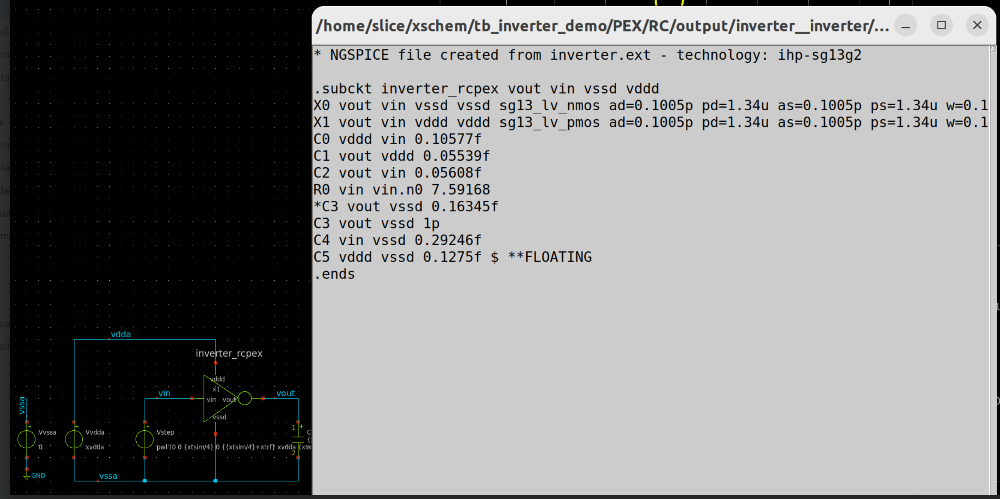 /home/slice/xschem/tb_inverter_demo/PEX/RC/output/inverter__inverter/...
* NGSPICE file created from inverter.ext - technology: ihp-sg13g2
.subckt inverter_rcpex vout vin vssd vddd
X0 vout vin vssd vssd sg13_lv_nmos ad=0.1005p pd=1.34u as=0.1005p ps=1.34u w=0.1
X1 vout vin vddd vddd sg13_lv_pmos ad=0.1005p pd=1.34u as=0.1005p ps=1.34u w=0.1
C0 vddd vin 0.10577f
C1 vout vddd 0.05539f
C2 vout vin 0.05608f
R0 vin vin.n0 7.59168
*C3 vout vssd 0.16345f
C3 vout vssd 1p
C4 vin vssd 0.29246f
C5 vddd vssd 0.1275f $ **FLOATING
.ends
vdda
inverter_rcpex
vddd
x1
vin
vin vout
vout
vssd
vssa
Vvssa
0
Vvdda
xvdda
Vstep
pwl (0 0 {xtsim/4} 0 {{xtsim/4}+xtrf} xvdda
1
2
C
GND
vssa